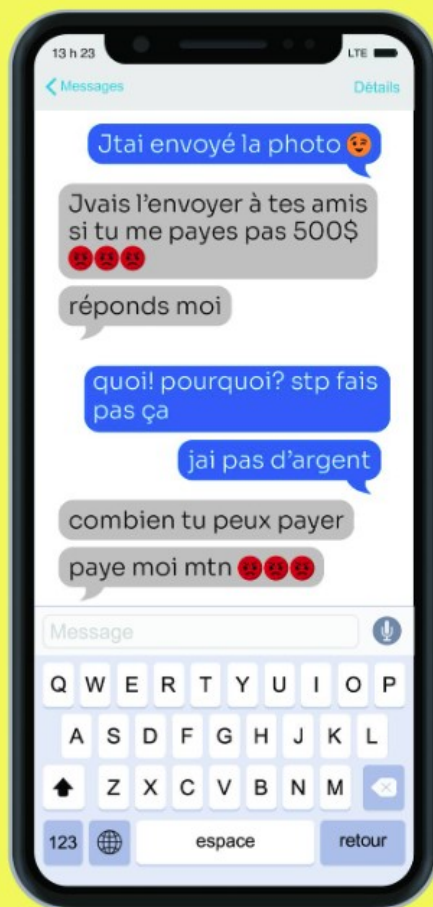 13 h 23
LTE
Messages
Détails
Jtai envoyé la photo 😉
Jvais l'envoyer à tes amis
si tu me payes pas 500$
😡😡😡
réponds moi
quoi! pourquoi? stp fais
pas ça
jai pas d'argent
combien tu peux payer
paye moi mtn 😡😡😡
Message
Q W E R T Y U I O P
A S D F G H J K L
Z X C V B N M
123 espace retour